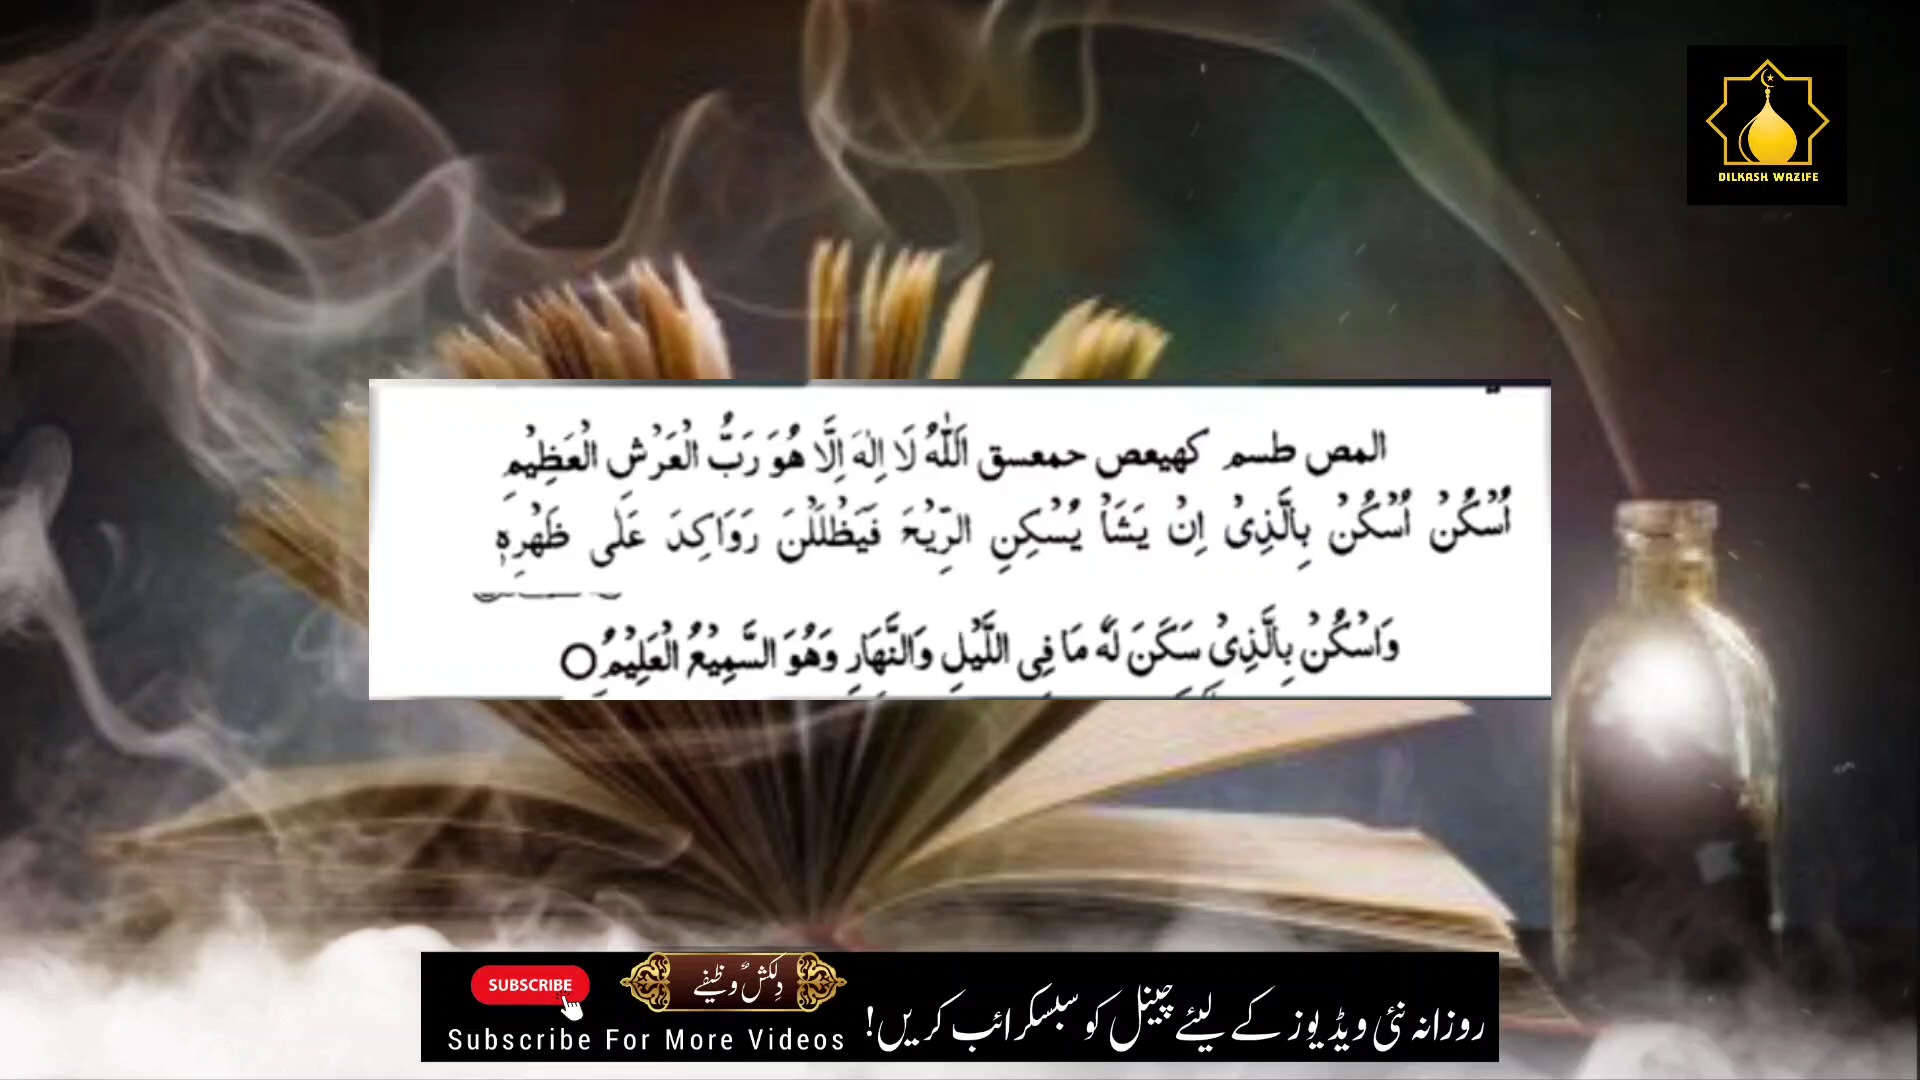 DILKASH WAZIFE
المص طسم كهيعص حمعسق اَللّٰهُ لَا اِلٰهَ اِلَّا هُوَ رَبُّ الْعَرْشِ الْعَظِيْمِ
اُسْكُنْ اُسْكُنْ بِالَّذِىْ اِنْ يَشَأْ يُسْكِنِ الرِّيْحَ فَيَظْلَلْنَ رَوَاكِدَ عَلٰى ظَهْرِهٖ
وَاسْكُنْ بِالَّذِىْ سَكَنَ لَهٗ مَا فِى اللَّيْلِ وَالنَّهَارِ وَهُوَ السَّمِيْعُ الْعَلِيْمُ
SUBSCRIBE
دلکش وظیفے
Subscribe For More Videos
روزانہ نئی ویڈیوز کے لیئے چینل کو سبسکرائب کریں!